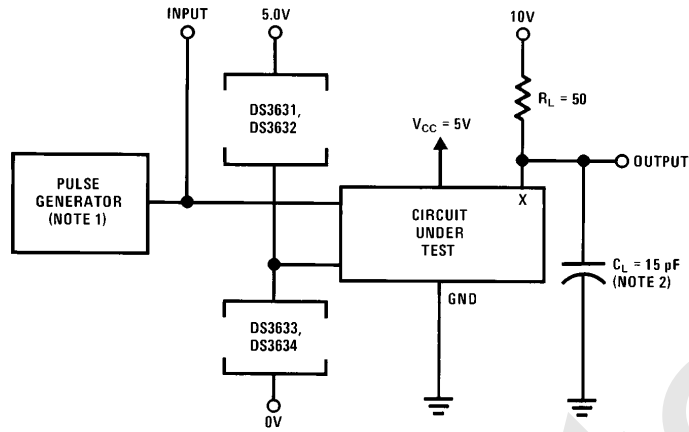 INPUT
5.0V
10V
DS3631,
DS3632
R_L = 50
V_CC = 5V
OUTPUT
PULSE
GENERATOR
(NOTE 1)
X
CIRCUIT
UNDER
TEST
C_L = 15 pF
(NOTE 2)
GND
DS3633,
DS3634
0V